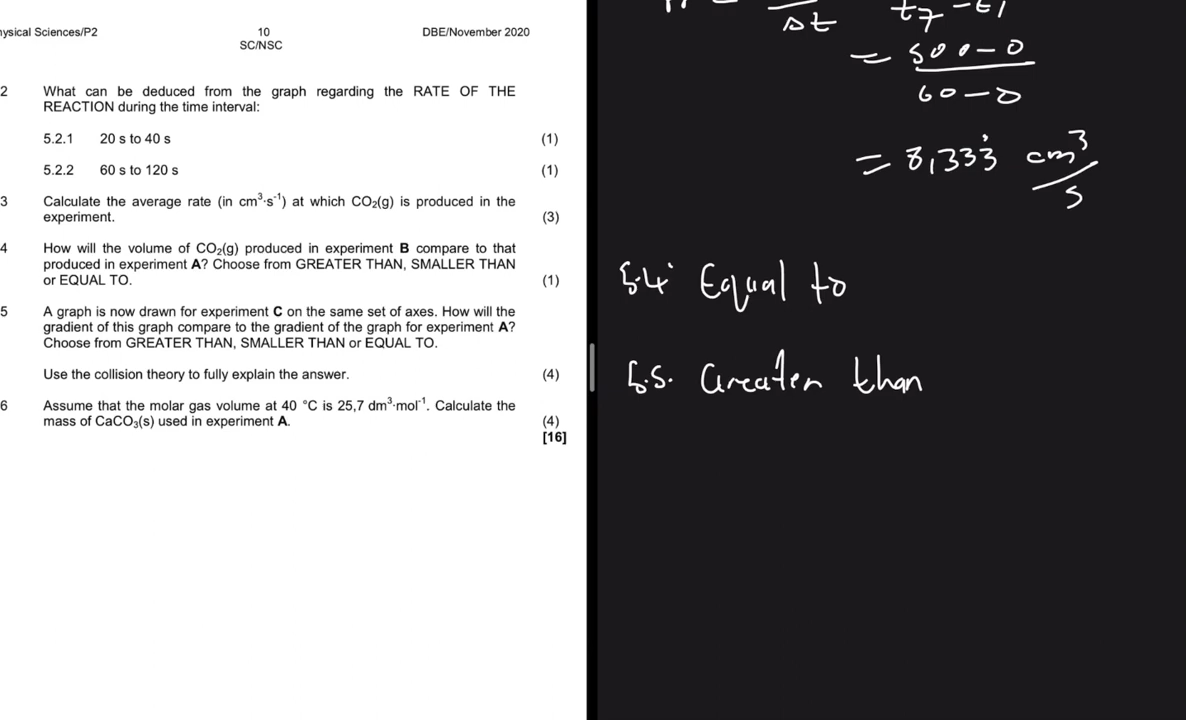 ysical Sciences/P2
10
DBE/November 2020
SC/NSC
2 What can be deduced from the graph regarding the RATE OF THE
REACTION during the time interval:
5.2.1 20 s to 40 s (1)
5.2.2 60 s to 120 s (1)
3 Calculate the average rate (in cm³·s⁻¹) at which CO₂(g) is produced in the
experiment. (3)
4 How will the volume of CO₂(g) produced in experiment B compare to that
produced in experiment A? Choose from GREATER THAN, SMALLER THAN
or EQUAL TO. (1)
5 A graph is now drawn for experiment C on the same set of axes. How will the
gradient of this graph compare to the gradient of the graph for experiment A?
Choose from GREATER THAN, SMALLER THAN or EQUAL TO.
Use the collision theory to fully explain the answer. (4)
6 Assume that the molar gas volume at 40 °C is 25,7 dm³·mol⁻¹. Calculate the
mass of CaCO₃(s) used in experiment A. (4)
[16]
Δt t₇ - t₁
= 500 - 0
60 - 0
= 8,333 cm³/s
5.4. Equal to
5.5. Greater than